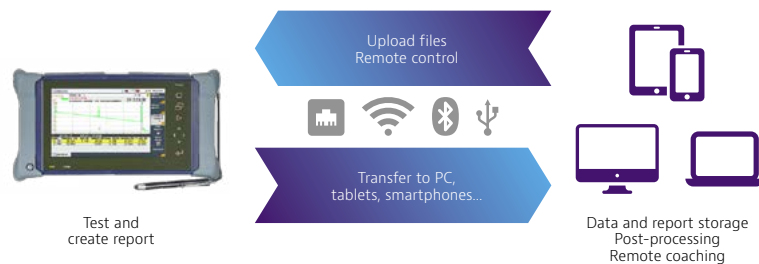 Upload files
Remote control
Transfer to PC,
tablets, smartphones...
Test and
create report
Data and report storage
Post-processing
Remote coaching